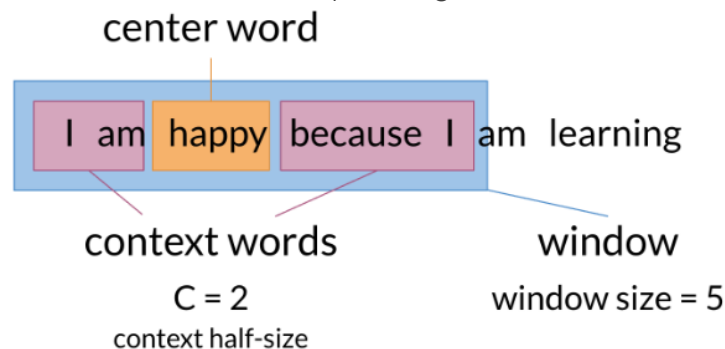 center word
I am happy because I am learning
context words
window
C = 2
window size = 5
context half-size